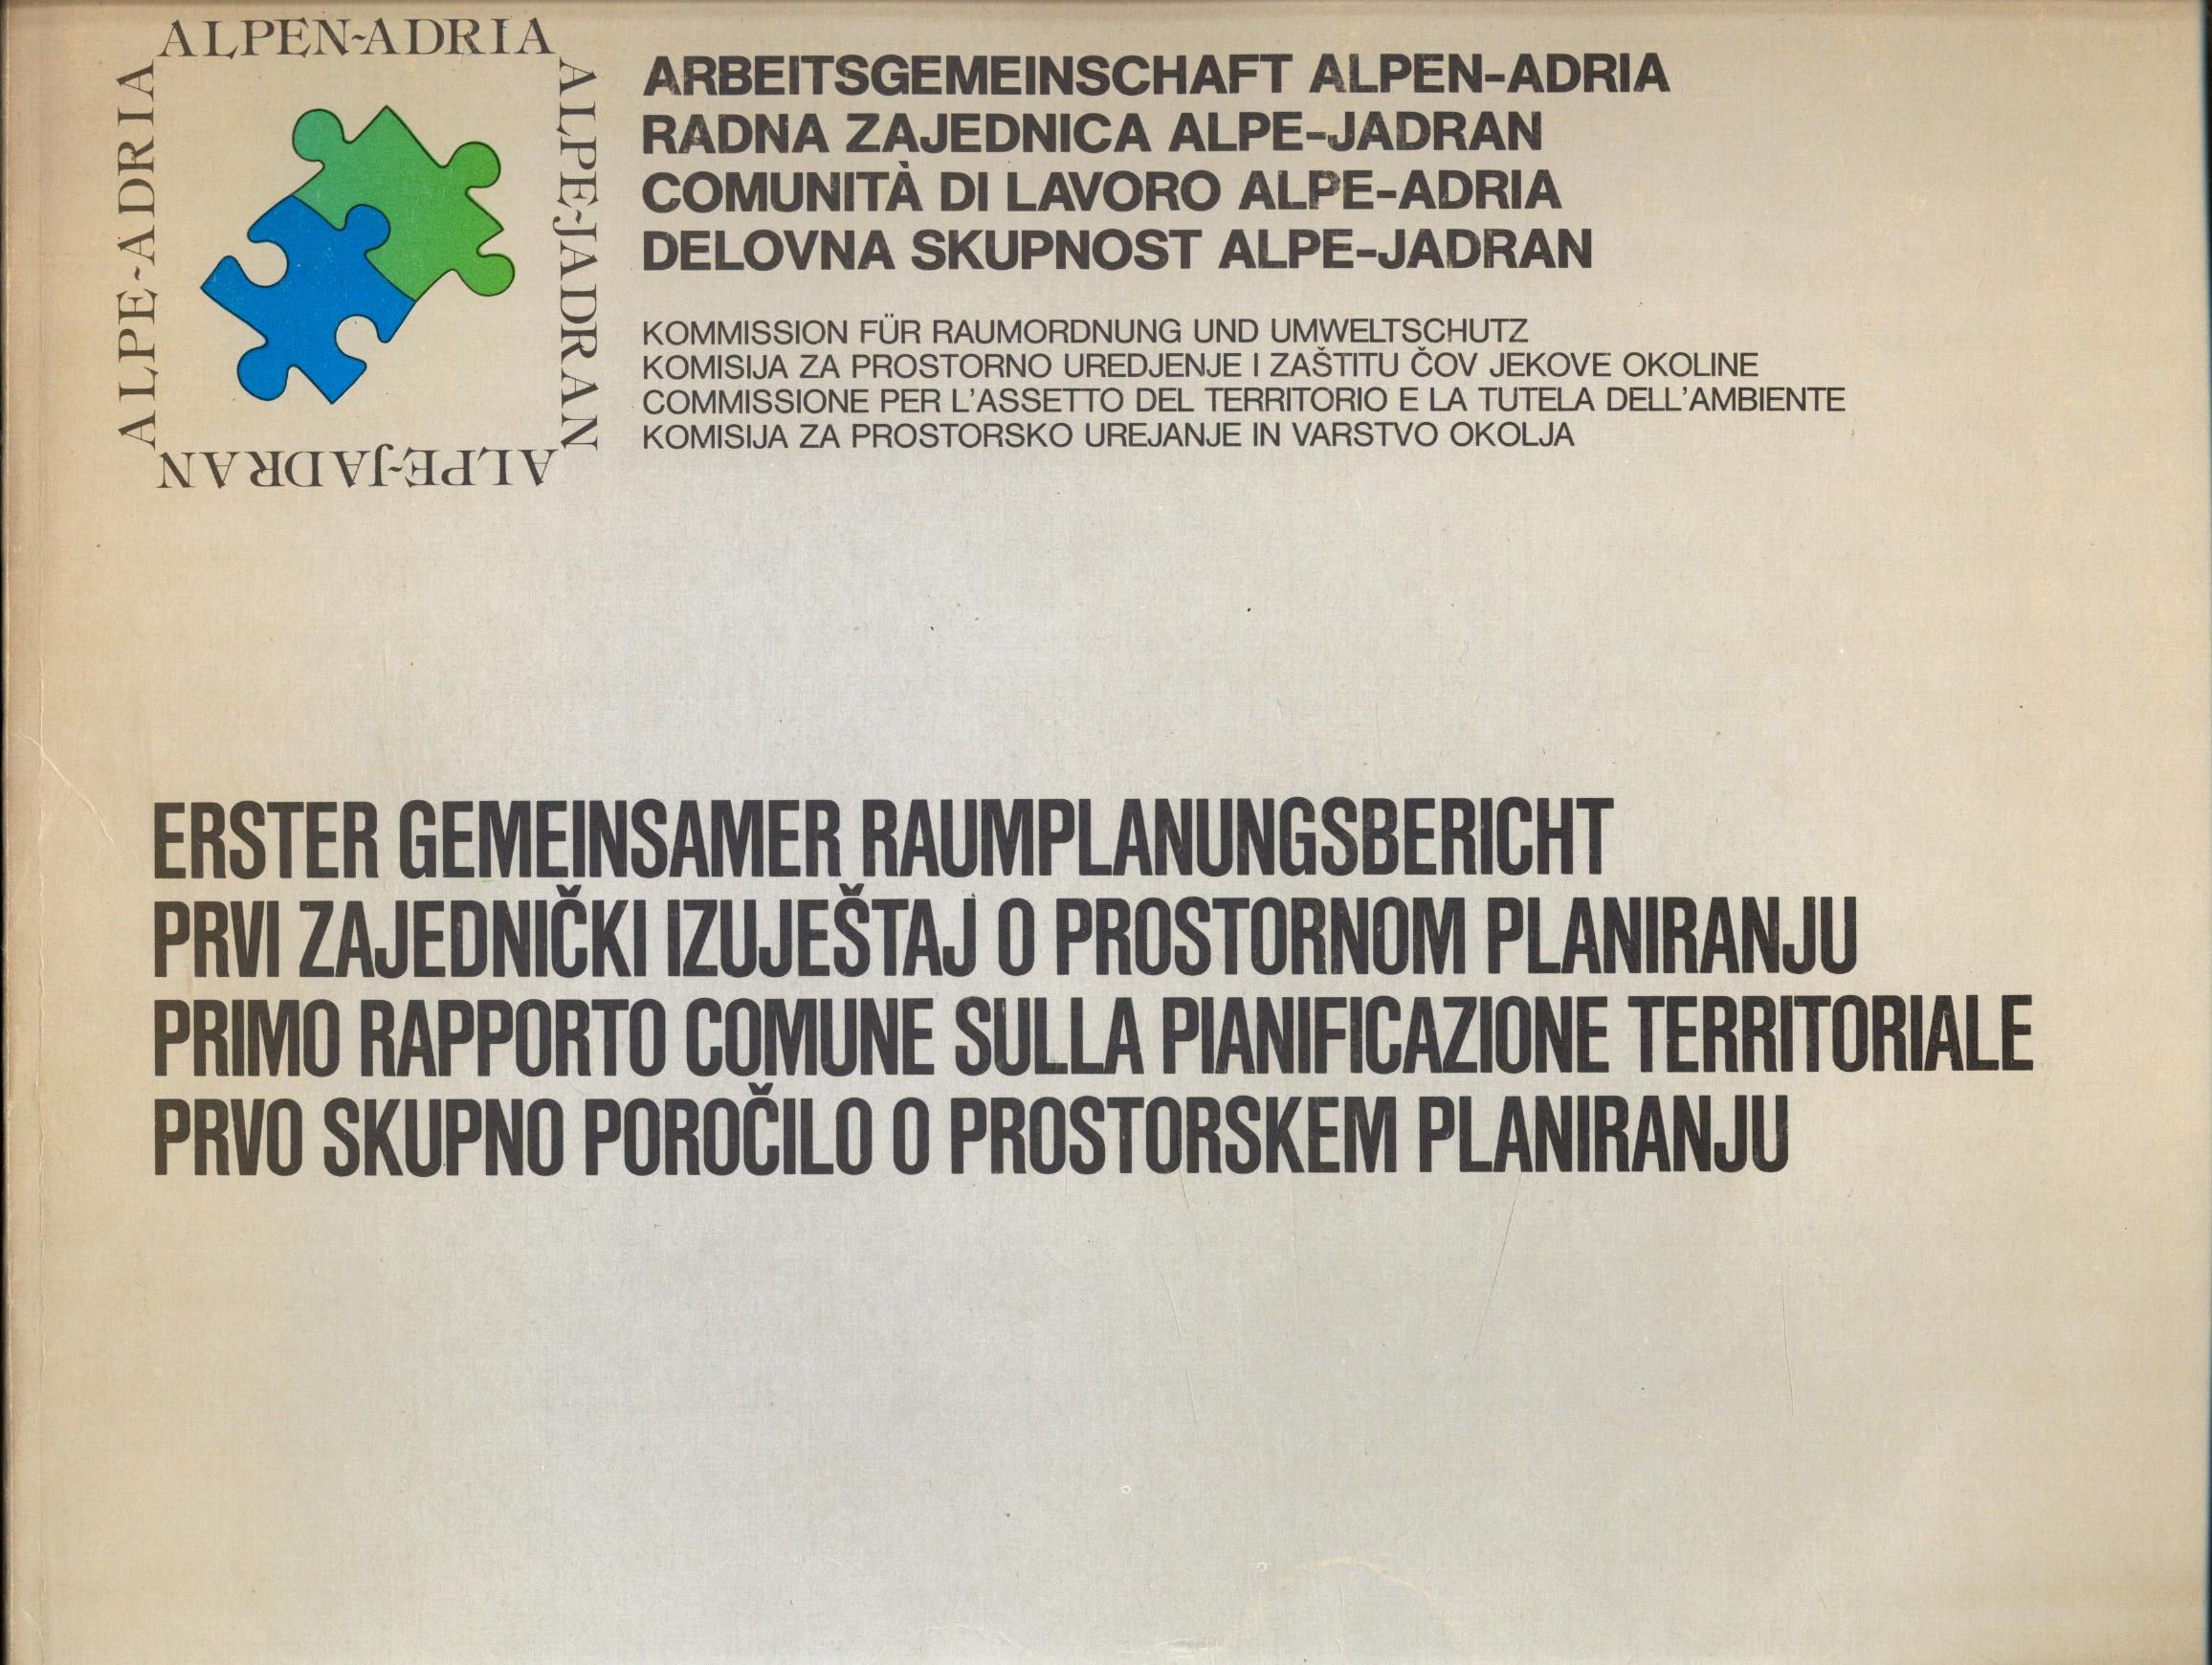 ALPEN-ADRIA
ALPE-ADRIA
ALPE-JADRAN
ALPE-JADRAN
ARBEITSGEMEINSCHAFT ALPEN-ADRIA
RADNA ZAJEDNICA ALPE-JADRAN
COMUNITÀ DI LAVORO ALPE-ADRIA
DELOVNA SKUPNOST ALPE-JADRAN
KOMMISSION FÜR RAUMORDNUNG UND UMWELTSCHUTZ
KOMISIJA ZA PROSTORNO UREDJENJE I ZAŠTITU ČOV JEKOVE OKOLINE
COMMISSIONE PER L'ASSETTO DEL TERRITORIO E LA TUTELA DELL'AMBIENTE
KOMISIJA ZA PROSTORSKO UREJANJE IN VARSTVO OKOLJA
ERSTER GEMEINSAMER RAUMPLANUNGSBERICHT
PRVI ZAJEDNIČKI IZUJEŠTAJ O PROSTORNOM PLANIRANJU
PRIMO RAPPORTO COMUNE SULLA PIANIFICAZIONE TERRITORIALE
PRVO SKUPNO POROČILO O PROSTORSKEM PLANIRANJU